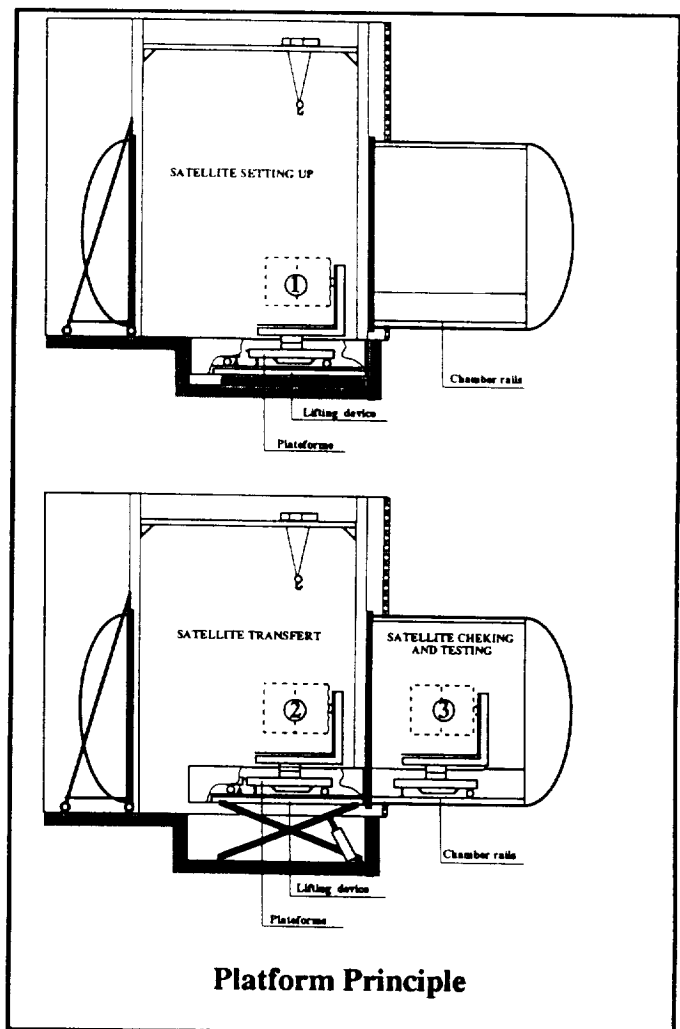 SATELLITE SETTING UP
①
Chamber rails
Lifting device
Plateforme
SATELLITE TRANSFERT
SATELLITE CHEKING
AND TESTING
②
③
Chamber rails
Lifting device
Plateforme
Platform Principle